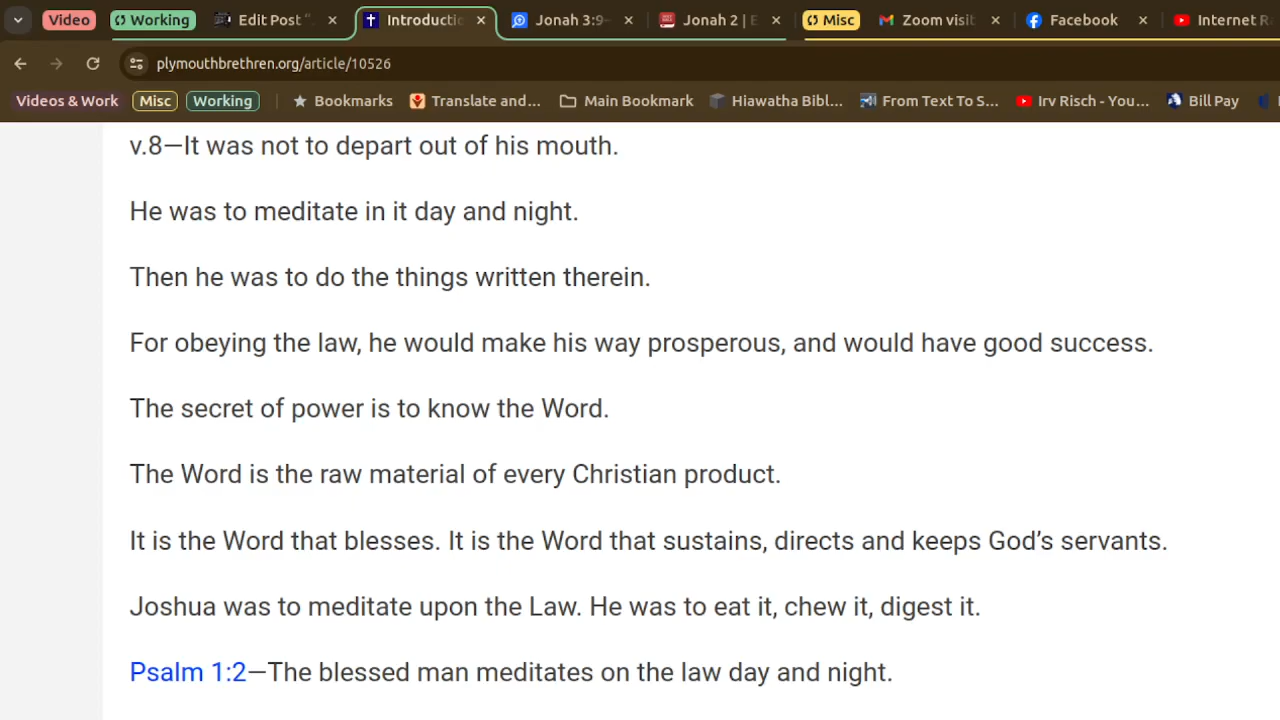 Video
Working
Edit Post "
Introductio
Jonah 3:9-
Jonah 2 | E
Misc
Zoom visit
Facebook
Internet R
plymouthbrethren.org/article/10526
Videos & Work
Misc
Working
Bookmarks
Translate and...
Main Bookmark
Hiawatha Bibl...
From Text To S...
Irv Risch - You...
Bill Pay
v.8—It was not to depart out of his mouth.
He was to meditate in it day and night.
Then he was to do the things written therein.
For obeying the law, he would make his way prosperous, and would have good success.
The secret of power is to know the Word.
The Word is the raw material of every Christian product.
It is the Word that blesses. It is the Word that sustains, directs and keeps God’s servants.
Joshua was to meditate upon the Law. He was to eat it, chew it, digest it.
Psalm 1:2—The blessed man meditates on the law day and night.